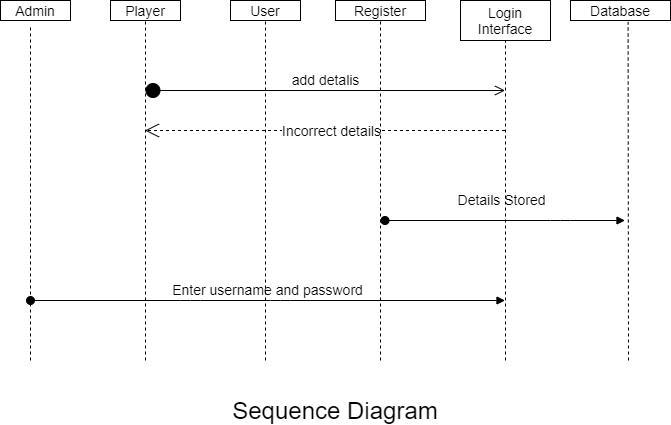 Admin
Player
User
Register
Login
Interface
Database
add detalis
Incorrect details
Details Stored
Enter username and password
Sequence Diagram